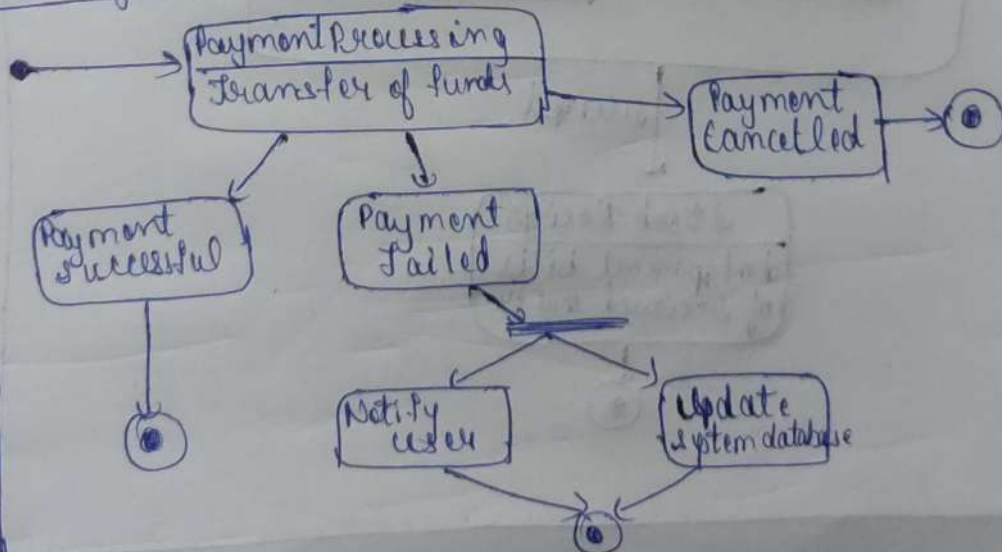 Payment Processing
Transfer of funds
Payment
Cancelled
Payment
Successful
Payment
Failed
Notify
user
Update
system database